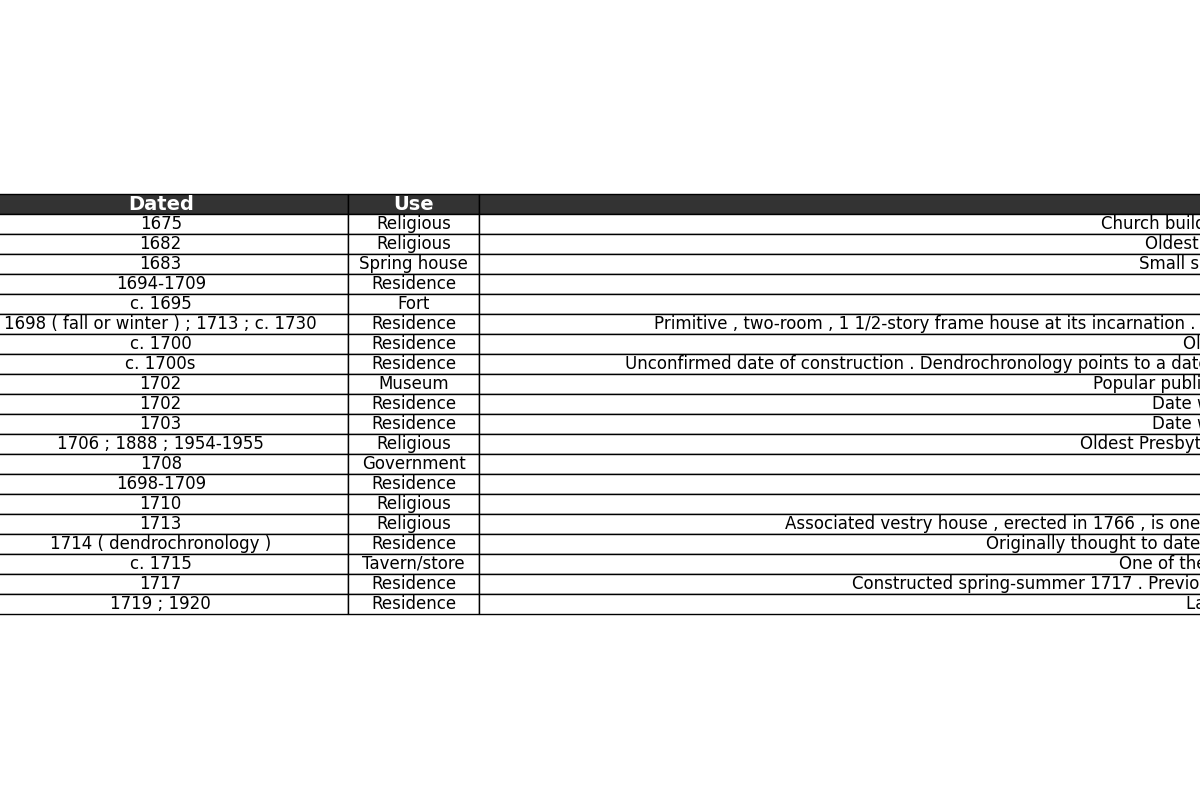 Dated Use
1675 Religious Church build
1682 Religious Oldest
1683 Spring house Small s
1694-1709 Residence
c. 1695 Fort
1698 ( fall or winter ) ; 1713 ; c. 1730 Residence Primitive , two-room , 1 1/2-story frame house at its incarnation .
c. 1700 Residence Ol
c. 1700s Residence Unconfirmed date of construction . Dendrochronology points to a date
1702 Museum Popular publi
1702 Residence Date
1703 Residence Date
1706 ; 1888 ; 1954-1955 Religious Oldest Presbyt
1708 Government
1698-1709 Residence
1710 Religious
1713 Religious Associated vestry house , erected in 1766 , is one
1714 ( dendrochronology ) Residence Originally thought to date
c. 1715 Tavern/store One of the
1717 Residence Constructed spring-summer 1717 . Previo
1719 ; 1920 Residence La